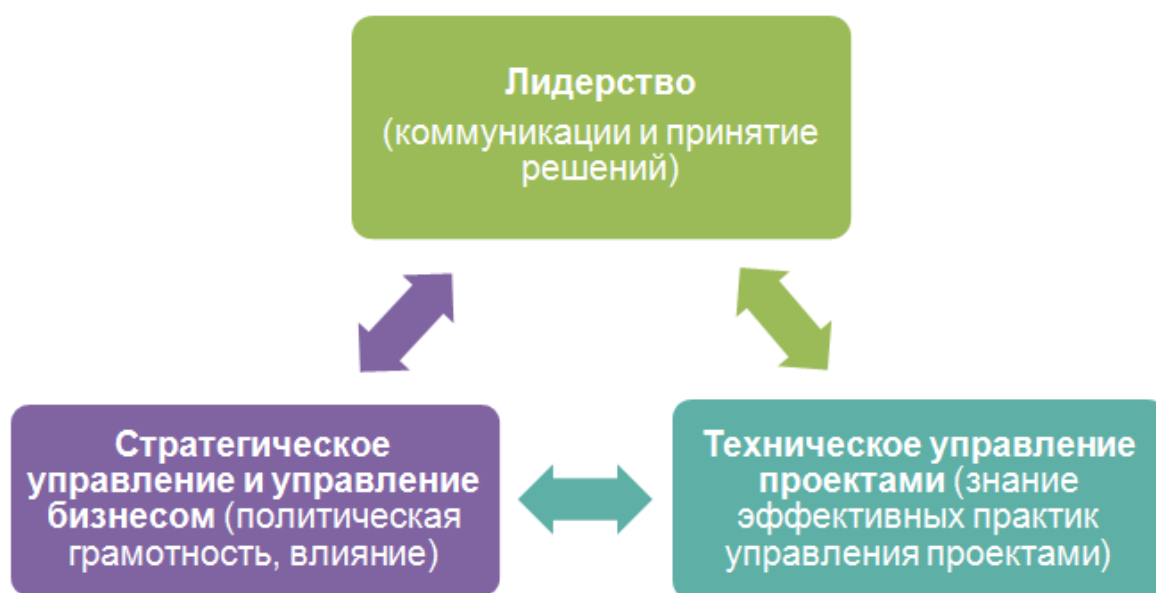 Лидерство
(коммуникации и принятие
решений)
Стратегическое
управление и управление
бизнесом (политическая
грамотность, влияние)
Техническое управление
проектами (знание
эффективных практик
управления проектами)